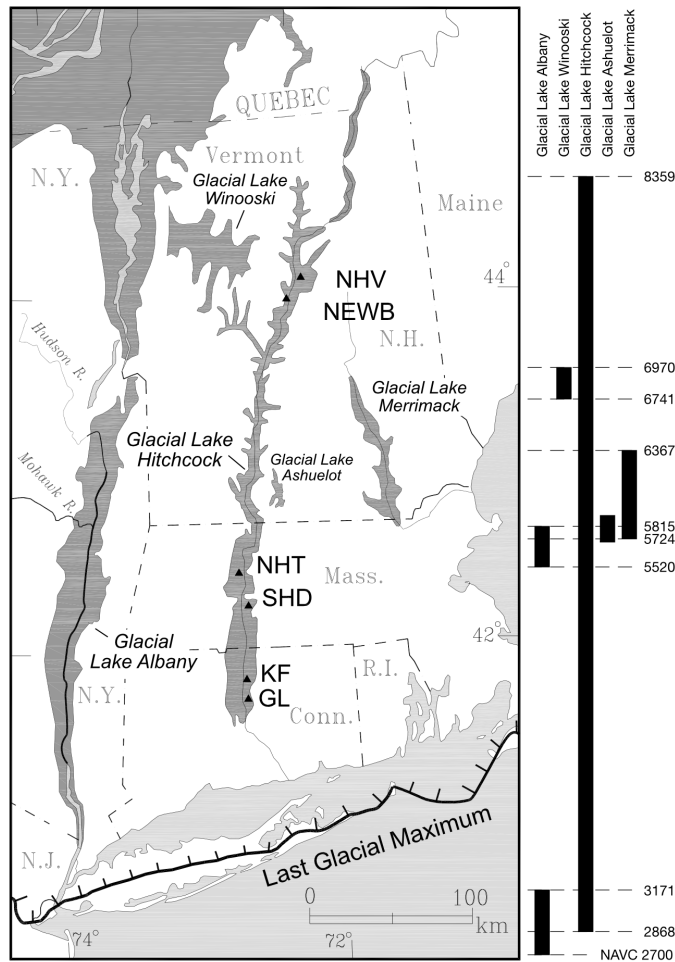 QUEBEC
N.Y.
Vermont
Glacial Lake
Winooski
Maine
44°
NHV
NEWB
N.H.
Hudson R.
Glacial Lake
Merrimack
Glacial Lake
Hitchcock
Glacial Lake
Ashuelot
Mohawk R.
NHT
Mass.
SHD
42°
Glacial
Lake Albany
KF
R.I.
N.Y.
GL
Conn.
Last Glacial Maximum
N.J.
0
100
km
74°
72°
Glacial Lake Albany
Glacial Lake Winooski
Glacial Lake Hitchcock
Glacial Lake Ashuelot
Glacial Lake Merrimack
8359
6970
6741
6367
5815
5724
5520
3171
2868
NAVC 2700